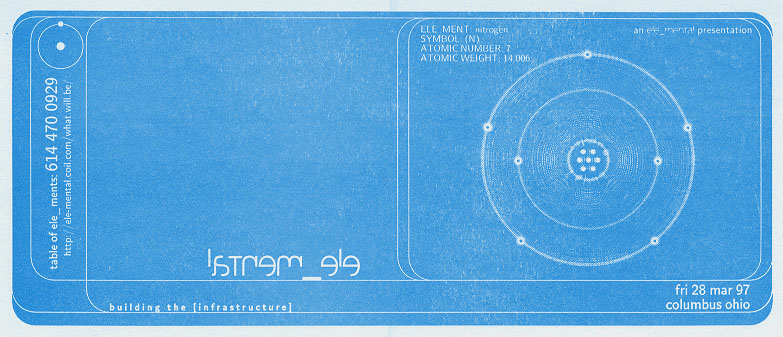 table of ele_ments: 614 470 0929
http://ele-mental.coil.com/what.will.be/
ele_mental
building the [infrastructure]
ELE_MENT: nitrogen
SYMBOL: (N)
ATOMIC NUMBER: 7
ATOMIC WEIGHT: 14.006
an ele_mental presentation
fri 28 mar 97
columbus ohio